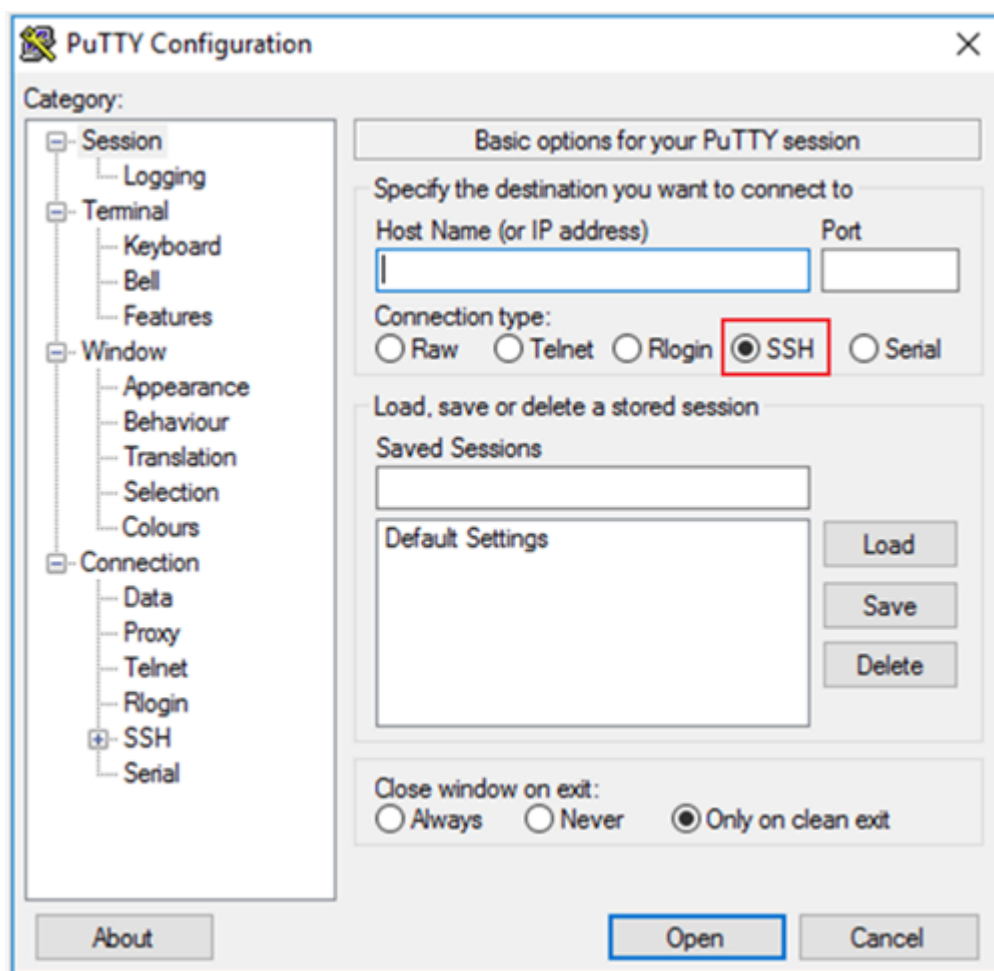 PuTTY Configuration
Category:
Session
Logging
Terminal
Keyboard
Bell
Features
Window
Appearance
Behaviour
Translation
Selection
Colours
Connection
Data
Proxy
Telnet
Rlogin
SSH
Serial
Basic options for your PuTTY session
Specify the destination you want to connect to
Host Name (or IP address) Port
Connection type:
Raw Telnet Rlogin SSH Serial
Load, save or delete a stored session
Saved Sessions
Default Settings
Load
Save
Delete
Close window on exit:
Always Never Only on clean exit
About Open Cancel